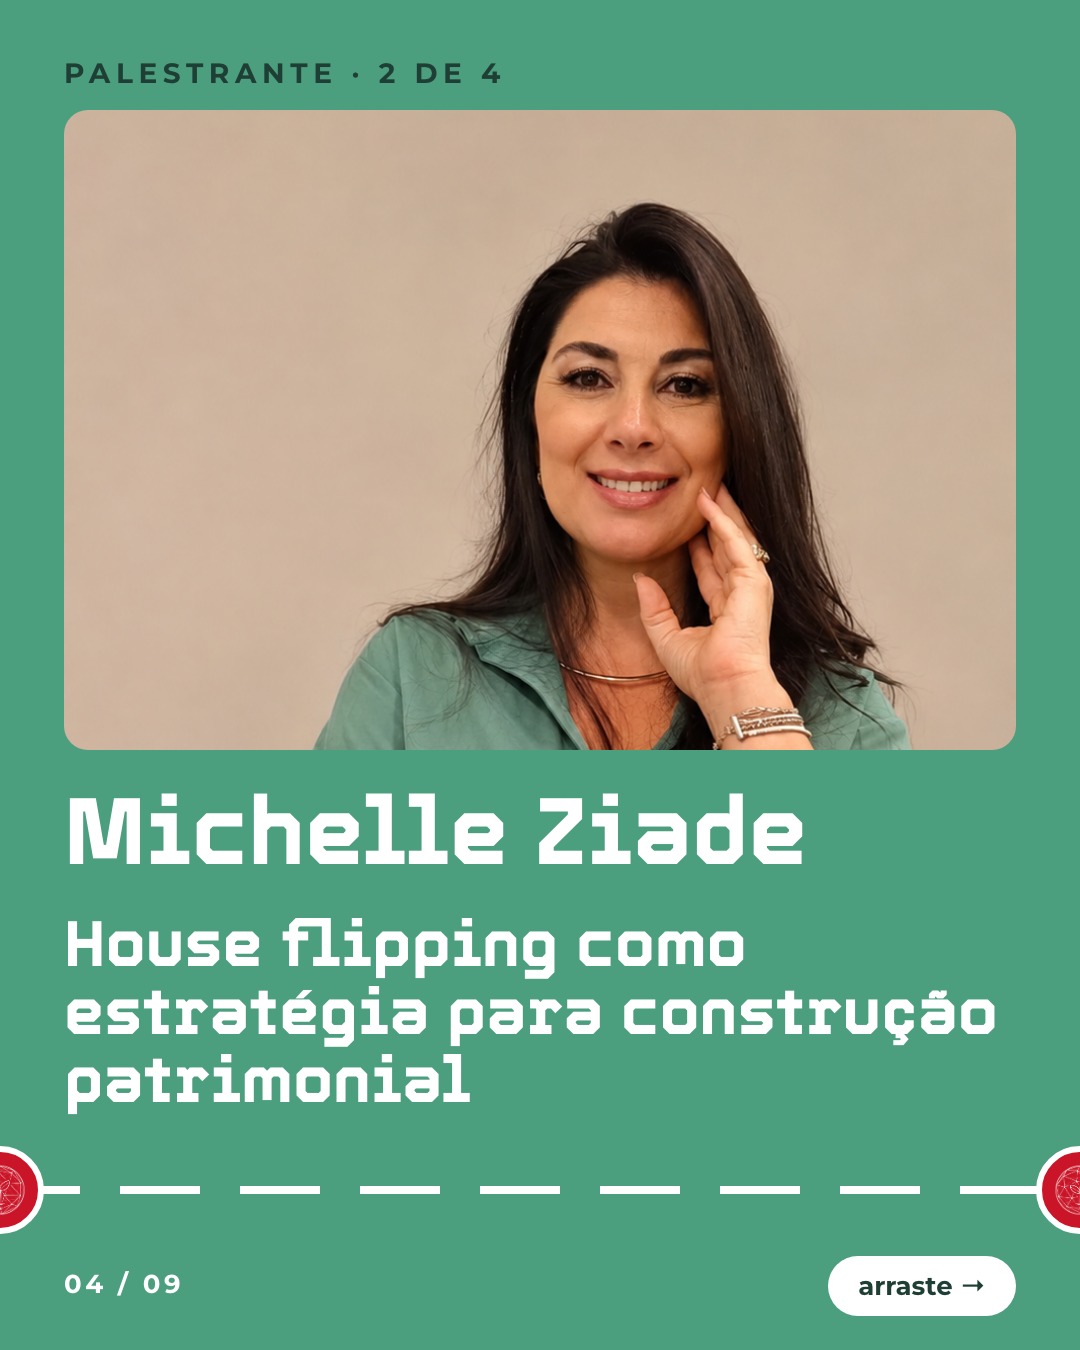 PALESTRANTE · 2 DE 4
Michelle Ziade
House flipping como
estratégia para construção
patrimonial
04 / 09
arraste →